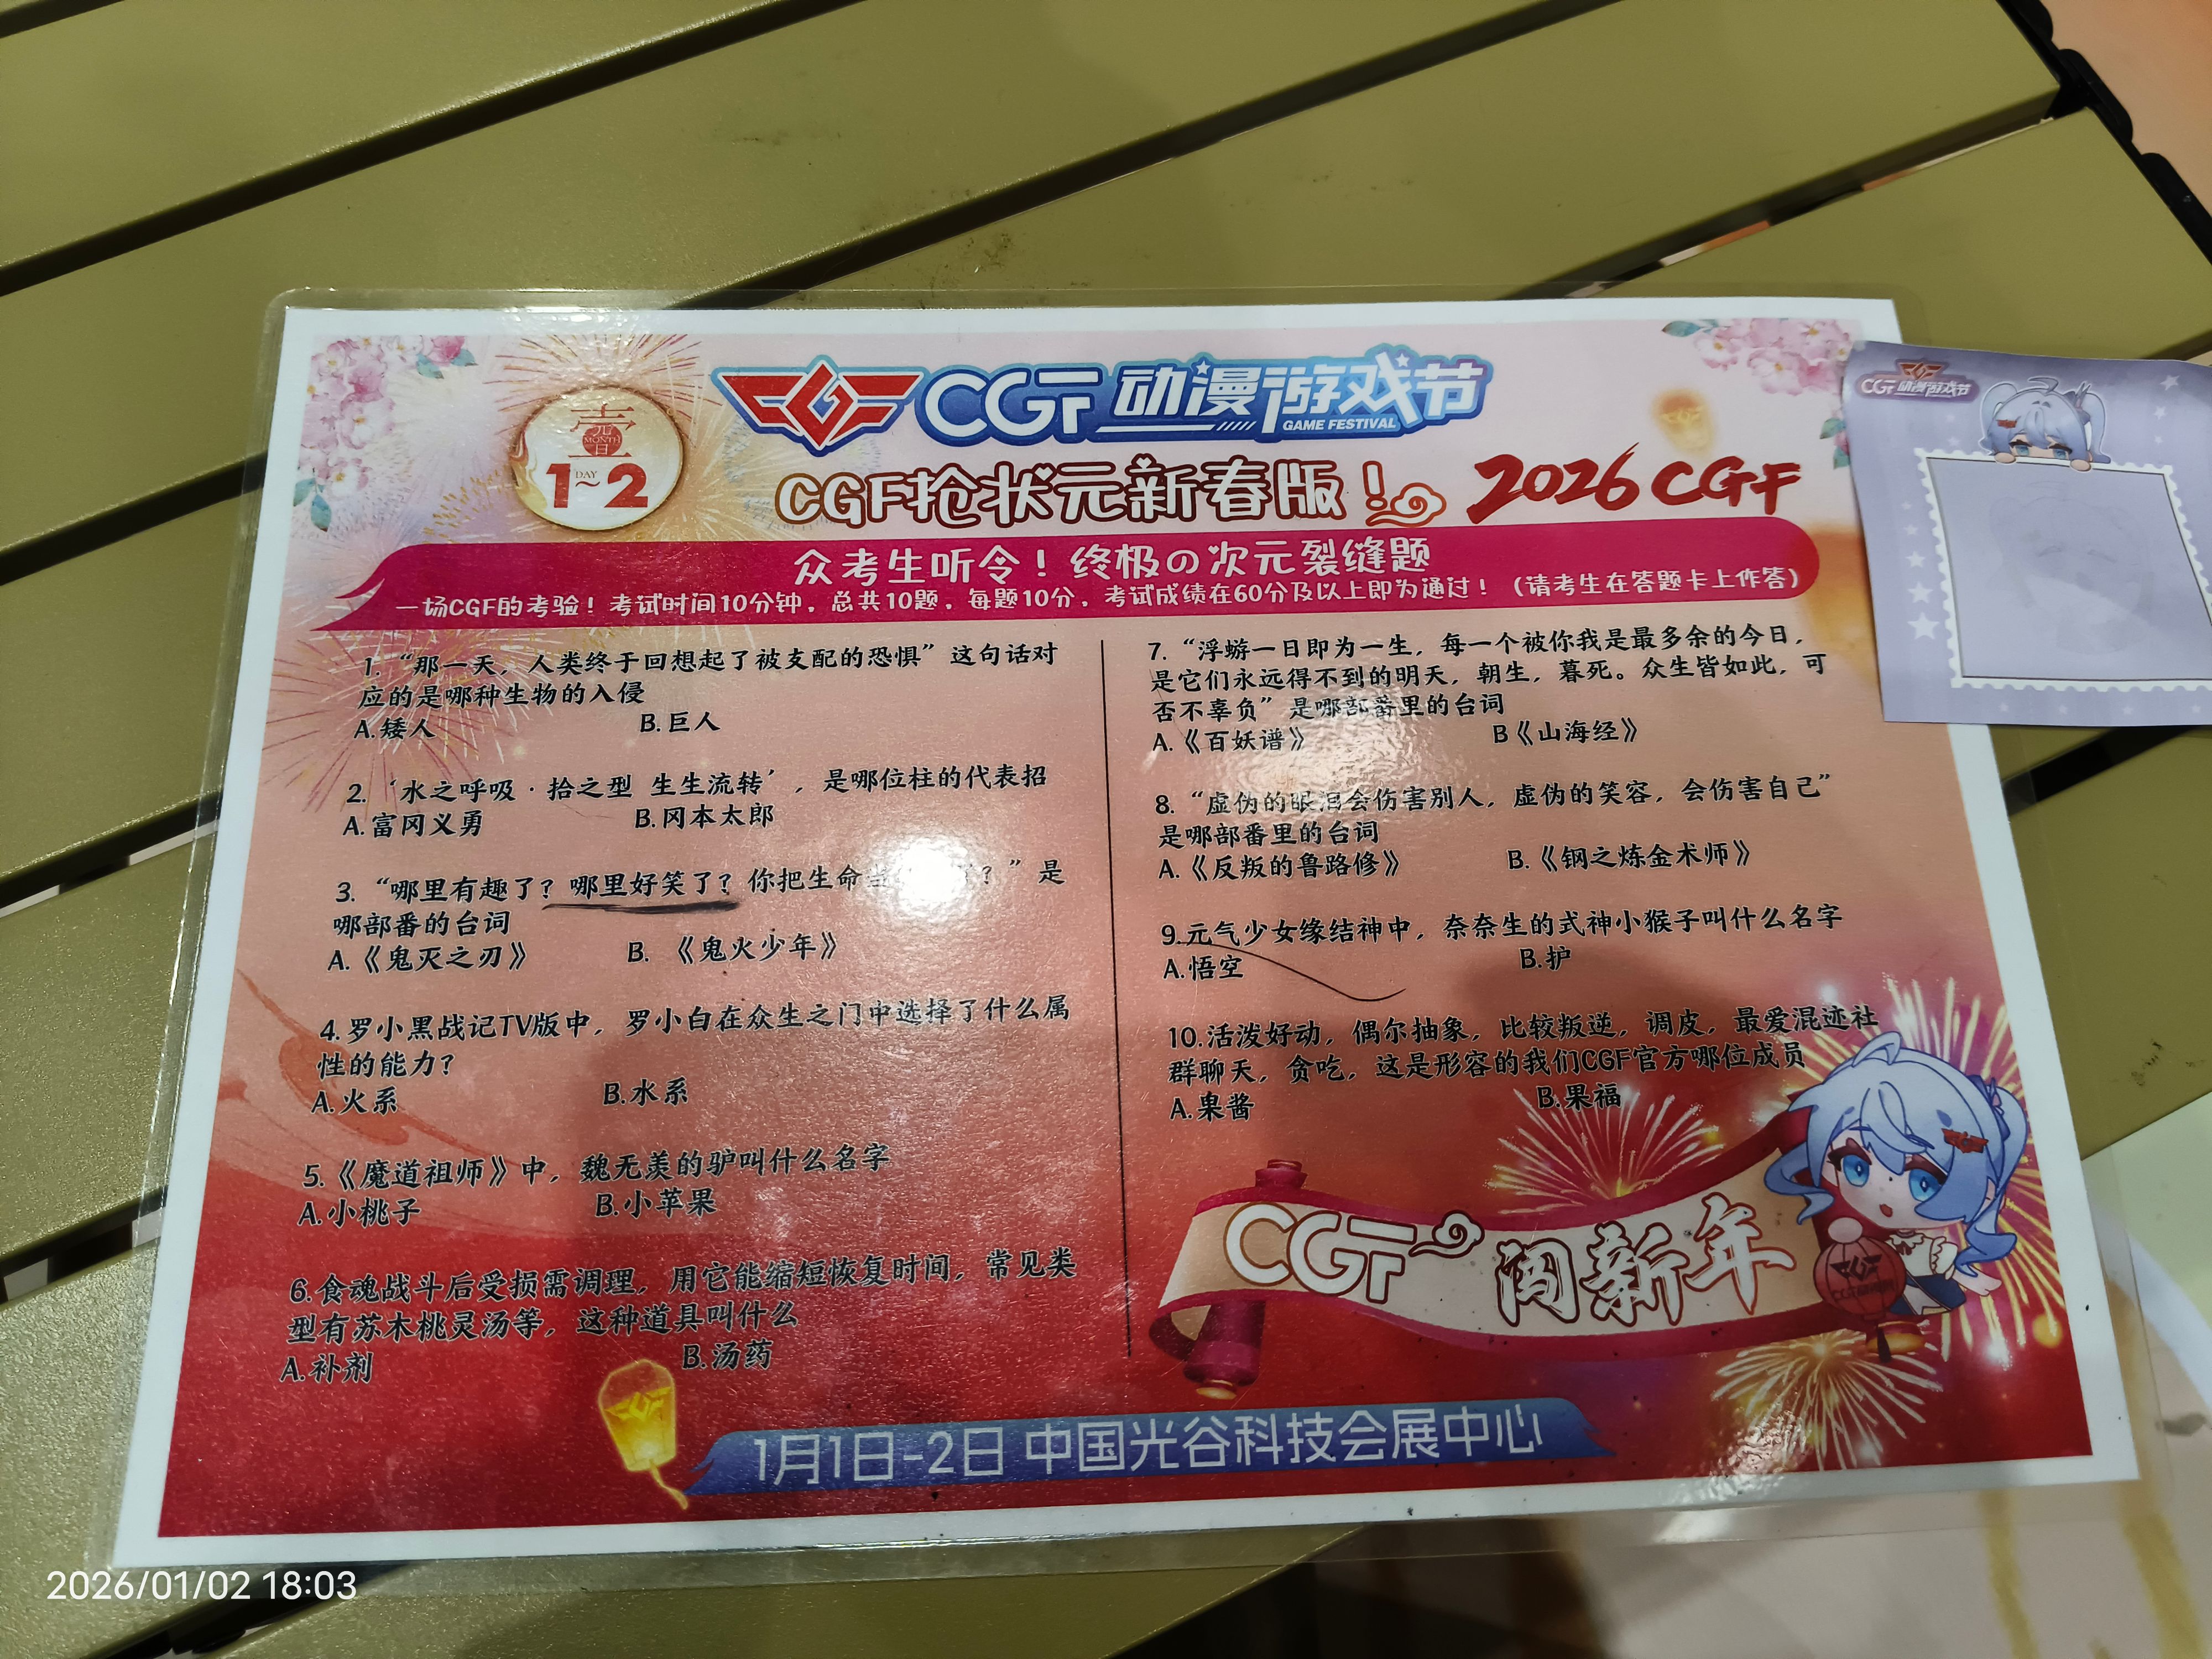 CGF 动漫游戏节
GAME FESTIVAL
壹
元
MONTH
旦
DAY
1~2
CGF抢状元新春版！
2026 CGF
众考生听令！终极の次元裂缝题
一场CGF的考验！考试时间10分钟，总共10题，每题10分，考试成绩在60分及以上即为通过！（请考生在答题卡上作答）
1.“那一天，人类终于回想起了被支配的恐惧”这句话对
应的是哪种生物的入侵
A.矮人 B.巨人
2.‘水之呼吸·拾之型 生生流转’，是哪位柱的代表招
A.富冈义勇 B.冈本太郎
3.“哪里有趣了？哪里好笑了？你把生命当 ？”是
哪部番的台词
A.《鬼灭之刃》 B.《鬼火少年》
4.罗小黑战记TV版中，罗小白在众生之门中选择了什么属
性的能力？
A.火系 B.水系
5.《魔道祖师》中，魏无羡的驴叫什么名字
A.小桃子 B.小苹果
6.食魂战斗后受损需调理，用它能缩短恢复时间，常见类
型有苏木桃灵汤等，这种道具叫什么
A.补剂 B.汤药
7.“浮蝣一日即为一生，每一个被你我是最多余的今日，
是它们永远得不到的明天，朝生，暮死。众生皆如此，可
否不辜负”是哪部番里的台词
A.《百妖谱》 B《山海经》
8.“虚伪的眼泪会伤害别人，虚伪的笑容，会伤害自己”
是哪部番里的台词
A.《反叛的鲁路修》 B.《钢之炼金术师》
9.元气少女缘结神中，奈奈生的式神小猴子叫什么名字
A.悟空 B.护
10.活泼好动，偶尔抽象，比较叛逆，调皮，最爱混迹社
群聊天，贪吃，这是形容的我们CGF官方哪位成员
A.果酱 B.果福
CGF 闯新年
1月1日-2日 中国光谷科技会展中心
CGF 动漫游戏节
2026/01/02 18:03